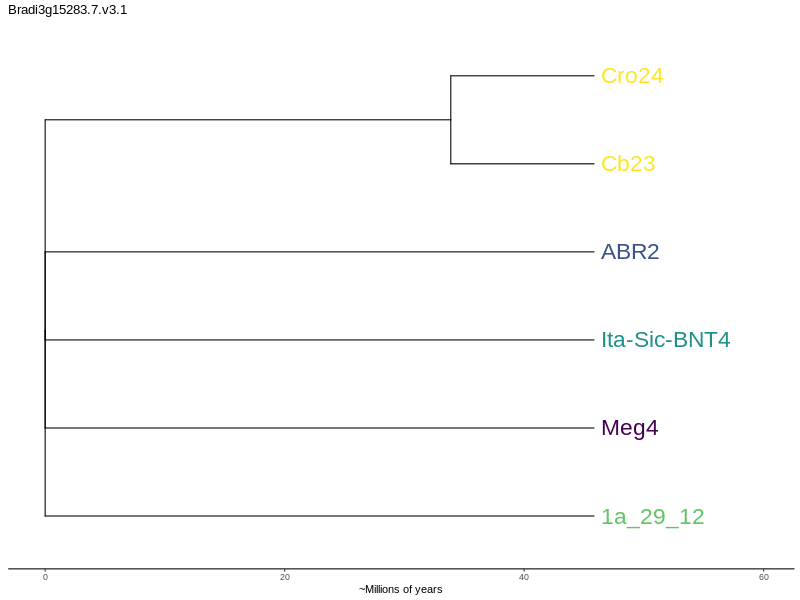 Bradi3g15283.7.v3.1
Cro24
Cb23
ABR2
Ita-Sic-BNT4
Meg4
1a_29_12
0 20 40 60
~Millions of years